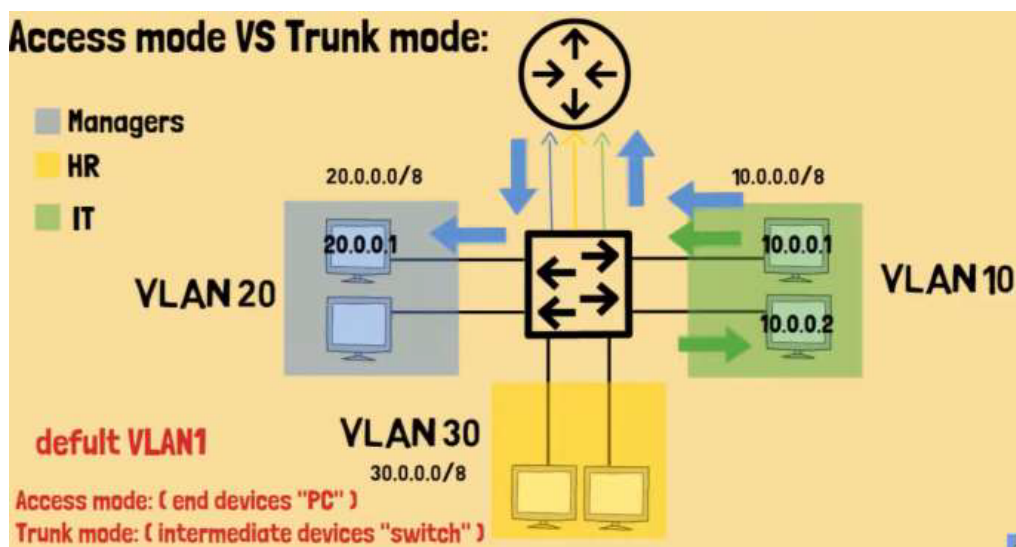 Access mode VS Trunk mode:
Managers
HR
IT
20.0.0.0/8
10.0.0.0/8
20.0.0.1
10.0.0.1
VLAN 20
VLAN 10
10.0.0.2
VLAN 30
30.0.0.0/8
defult VLAN1
Access mode: ( end devices "PC" )
Trunk mode: ( intermediate devices "switch" )